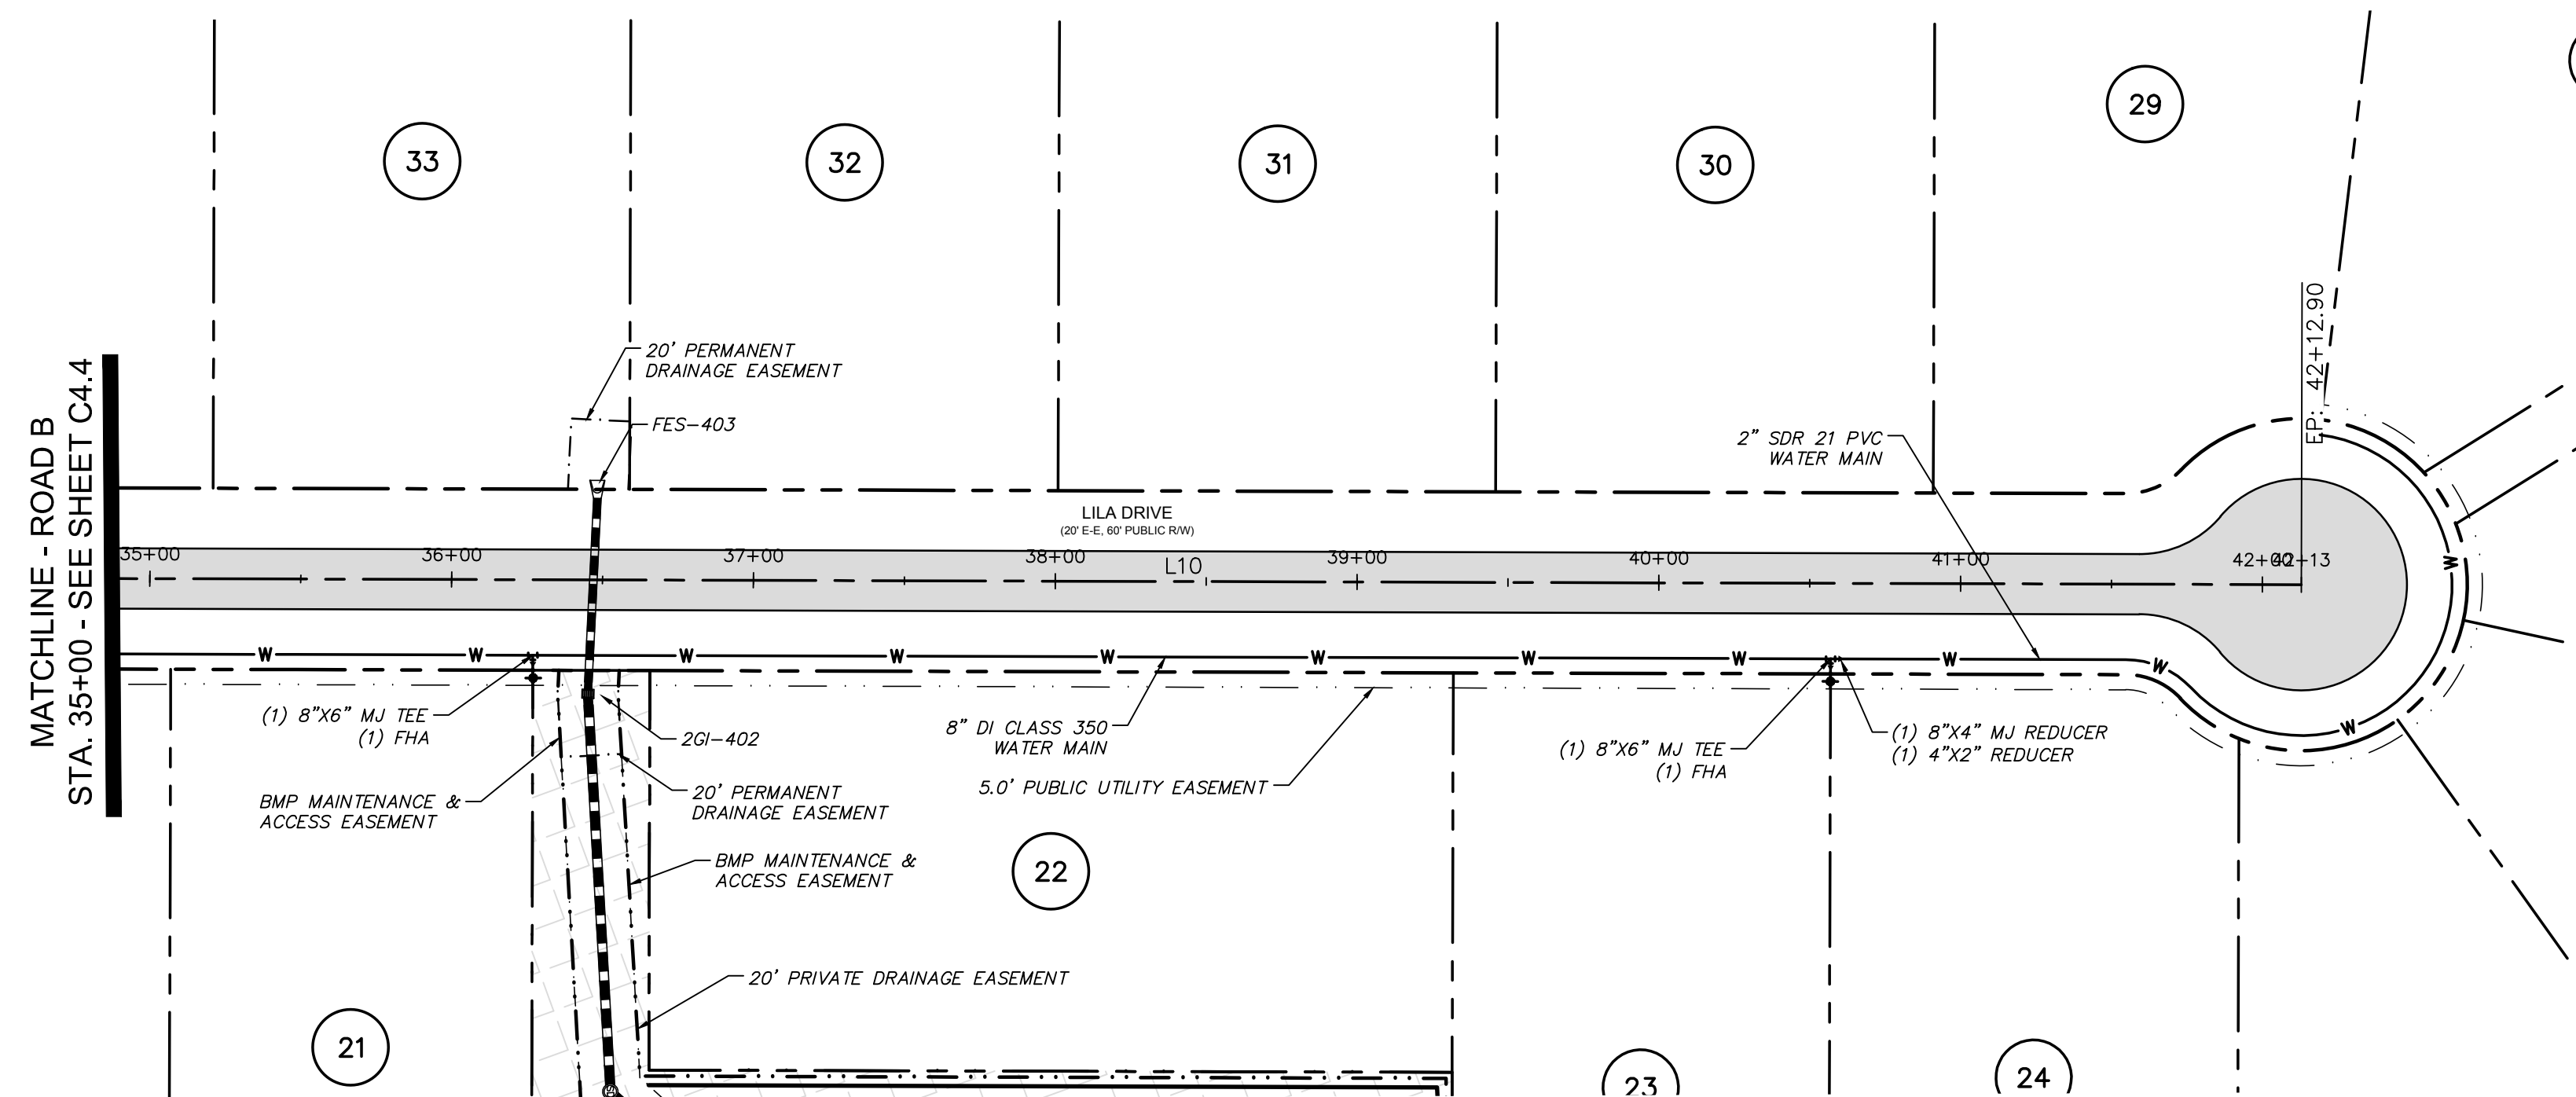 33
32
31
30
29
20' PERMANENT
DRAINAGE EASEMENT
FES-403
MATCHLINE - ROAD B
STA. 35+00 - SEE SHEET C4.4
2" SDR 21 PVC
WATER MAIN
EP: 42+12.90
LILA DRIVE
(20' E-E, 60' PUBLIC R/W)
35+00
36+00
37+00
38+00
L10
39+00
40+00
41+00
42+00
42+13
W
W
W
W
W
W
W
W
W
W
W
W
(1) 8"X6" MJ TEE
(1) FHA
2GI-402
8" DI CLASS 350
WATER MAIN
(1) 8"X6" MJ TEE
(1) FHA
(1) 8"X4" MJ REDUCER
(1) 4"X2" REDUCER
5.0' PUBLIC UTILITY EASEMENT
BMP MAINTENANCE &
ACCESS EASEMENT
20' PERMANENT
DRAINAGE EASEMENT
BMP MAINTENANCE &
ACCESS EASEMENT
22
20' PRIVATE DRAINAGE EASEMENT
21
23
24